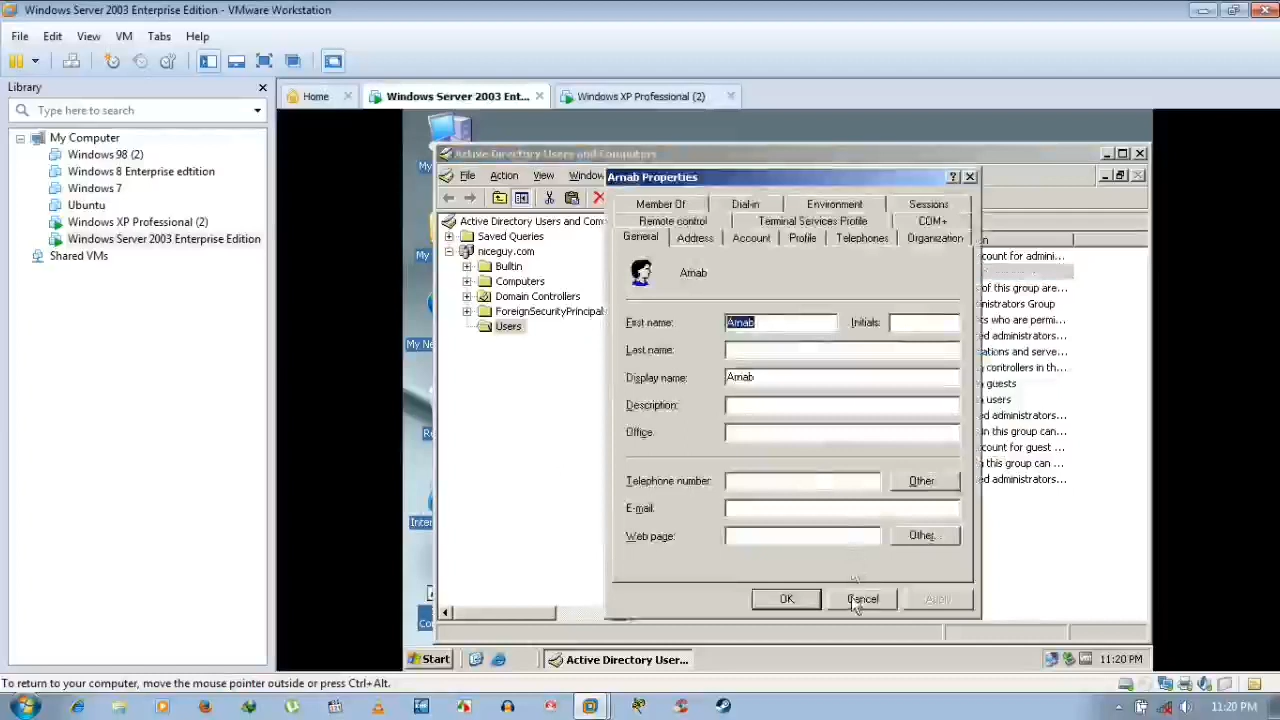 Windows Server 2003 Enterprise Edition - VMware Workstation
File Edit View VM Tabs Help
Library
Type here to search
My Computer
Windows 98 (2)
Windows 8 Enterprise edtition
Windows 7
Ubuntu
Windows XP Professional (2)
Windows Server 2003 Enterprise Edition
Shared VMs
Home
Windows Server 2003 Ent...
Windows XP Professional (2)
Active Directory Users and Computers
File Action View Window
Active Directory Users and Com
Saved Queries
niceguy.com
Builtin
Computers
Domain Controllers
ForeignSecurityPrincipal
Users
Arnab Properties
Member Of Dial-in Environment Sessions
Remote control Terminal Services Profile COM+
General Address Account Profile Telephones Organization
Arnab
First name: Arnab Initials:
Last name:
Display name: Arnab
Description:
Office:
Telephone number: Other...
E-mail:
Web page: Other...
OK Cancel Apply
count for admini...
of this group are...
nistrators Group
s who are permi...
ed administrators...
ations and serve...
controllers in th...
guests
users
ed administrators...
n this group can...
count for guest ...
this group can ...
ed administrators...
Start
Active Directory User...
11:20 PM
To return to your computer, move the mouse pointer outside or press Ctrl+Alt.
11:20 PM